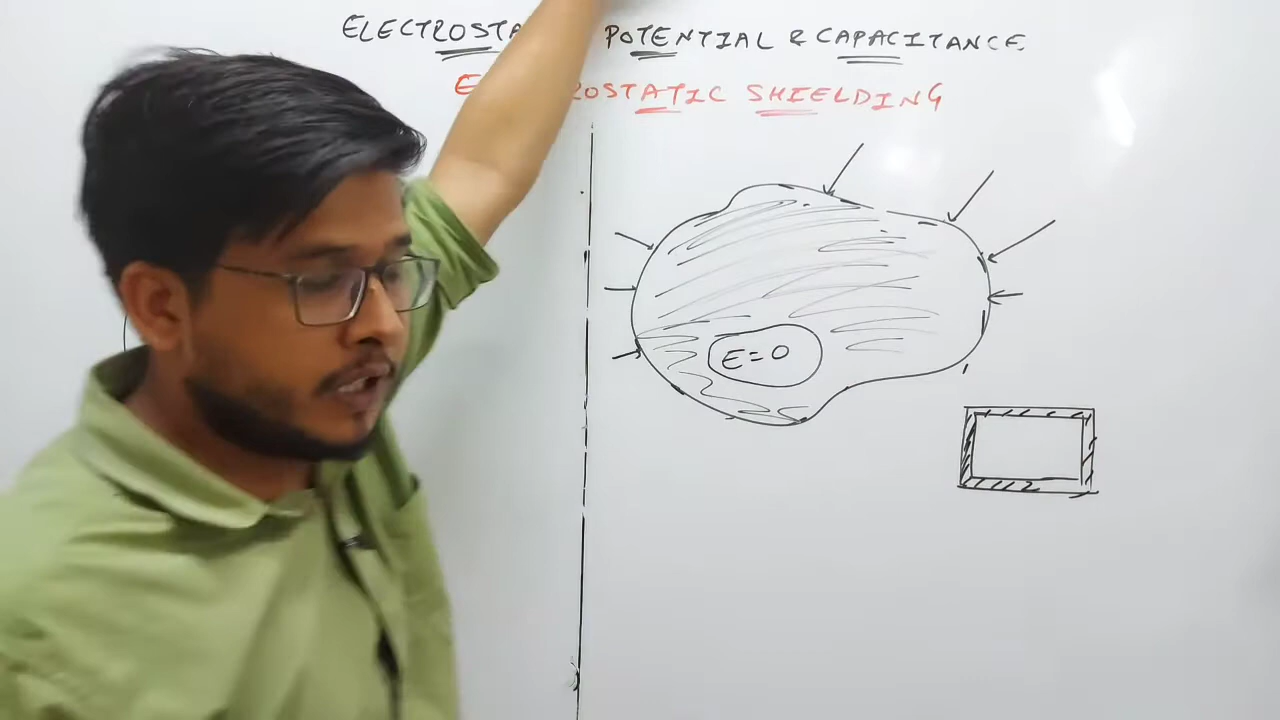 ELECTROSTA POTENTIAL & CAPACITANCE
E ROSTATIC SHIELDING
E=0